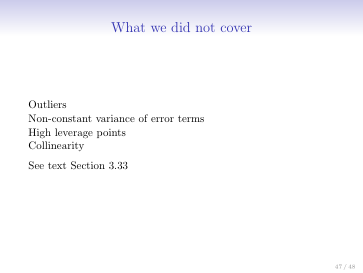 What we did not cover
Outliers
Non-constant variance of error terms
High leverage points
Collinearity
See text Section 3.33
47 / 48